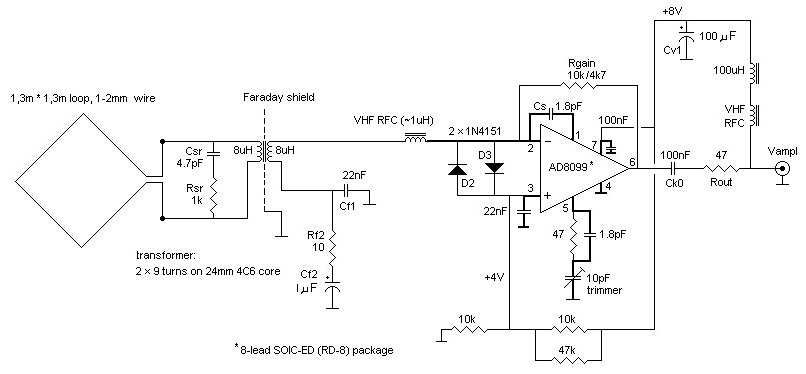 +8V
100 µF
Cv1
Rgain
10k/4k7
100uH
1,3m * 1,3m loop, 1-2mm wire
Faraday shield
Cs
1.8pF
100nF
VHF RFC (~1uH)
2 × 1N4151
VHF
RFC
Csr
4.7pF
8uH
8uH
D3
D2
2
1
7
AD8099*
6
100nF
47
Vampl
Rsr
1k
22nF
Cf1
3
4
Ck0
Rout
22nF
5
Rf2
10
47
1.8pF
transformer:
2 × 9 turns on 24mm 4C6 core
Cf2
1µF
+4V
10pF
trimmer
10k
10k
47k
*8-lead SOIC-ED (RD-8) package